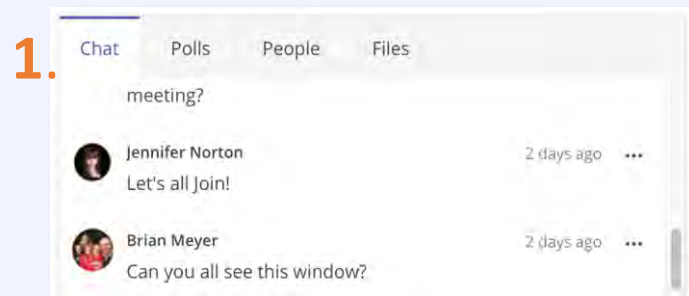 1.
Chat Polls People Files
meeting?
Jennifer Norton 2 days ago ...
Let's all Join!
Brian Meyer 2 days ago ...
Can you all see this window?